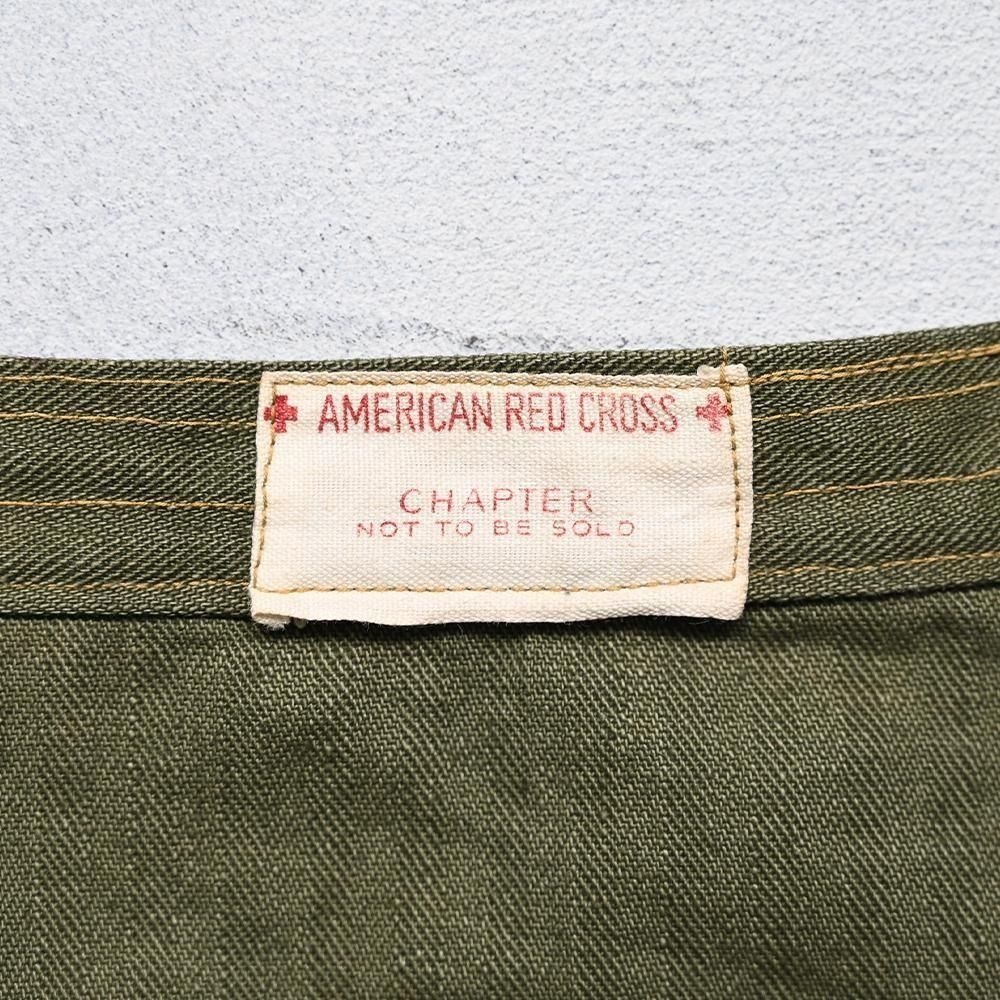 AMERICAN RED CROSS
CHAPTER
NOT TO BE SOLD